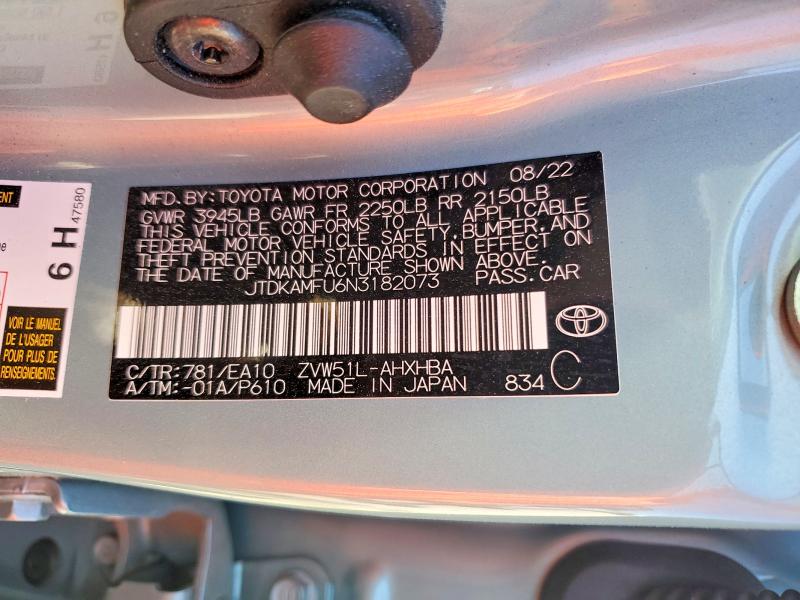 MFD. BY: TOYOTA MOTOR CORPORATION 08/22
GVWR 3945LB GAWR FR 2250LB RR 2150LB
THIS VEHICLE CONFORMS TO ALL APPLICABLE
FEDERAL MOTOR VEHICLE SAFETY, BUMPER, AND
THEFT PREVENTION STANDARDS IN EFFECT ON
THE DATE OF MANUFACTURE SHOWN ABOVE.
JTDKAMFU6N3182073 PASS. CAR
C/TR: 781/EA10 ZVW51L-AHXHBA
A/TM: -01A/P610 MADE IN JAPAN 834 C
6 H 47580
VOIR LE MANUEL
DE L'USAGER
POUR PLUS DE
RENSEIGNEMENTS.